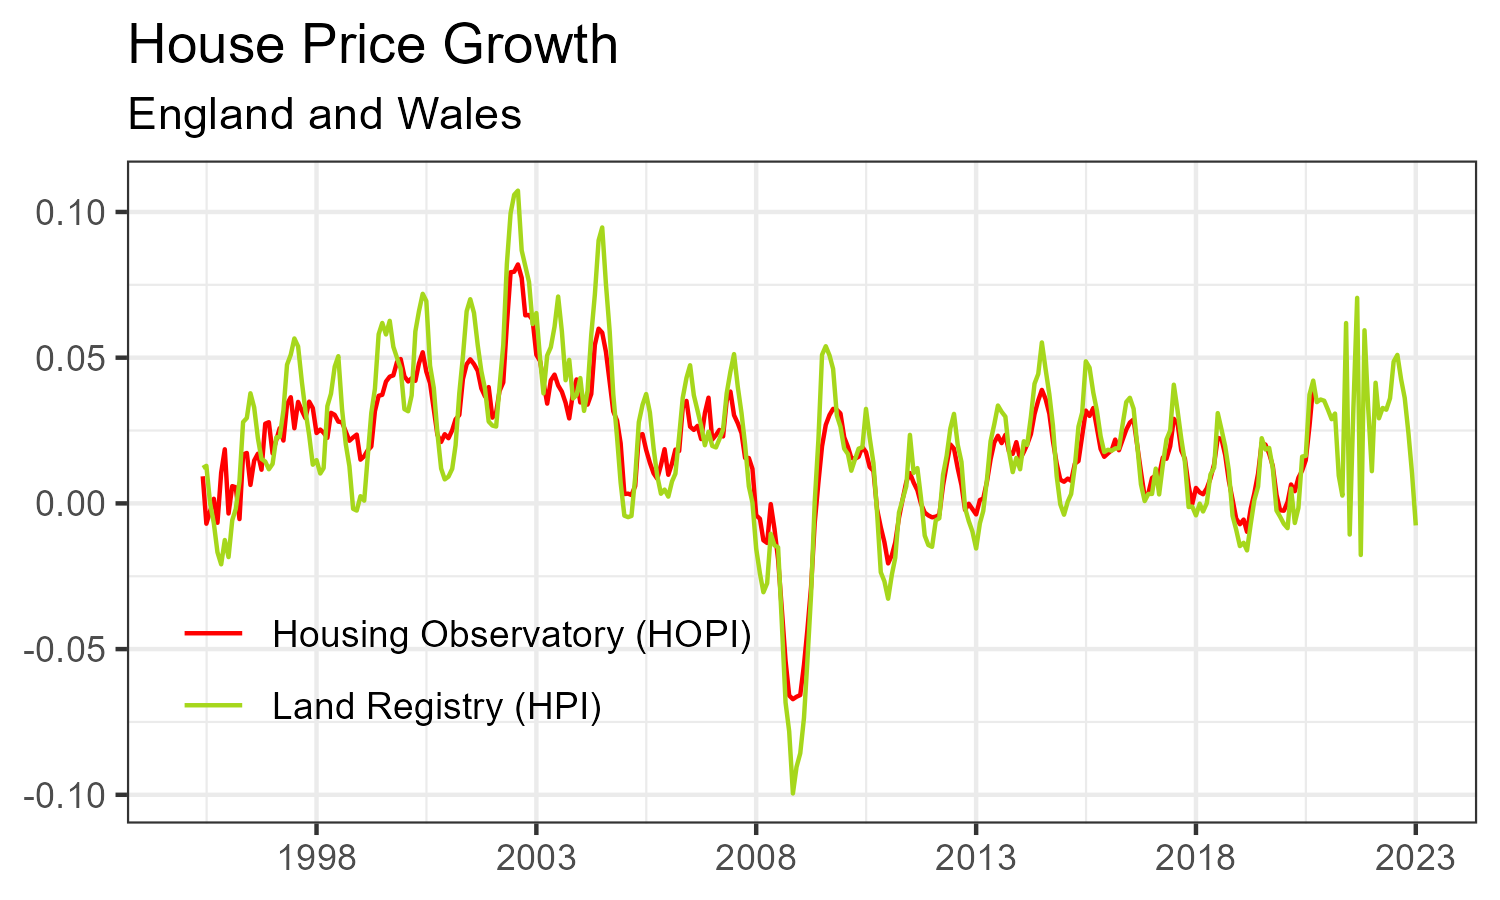 House Price Growth
England and Wales
0.10
0.05
0.00
-0.05
-0.10
Housing Observatory (HOPI)
Land Registry (HPI)
1998 2003 2008 2013 2018 2023